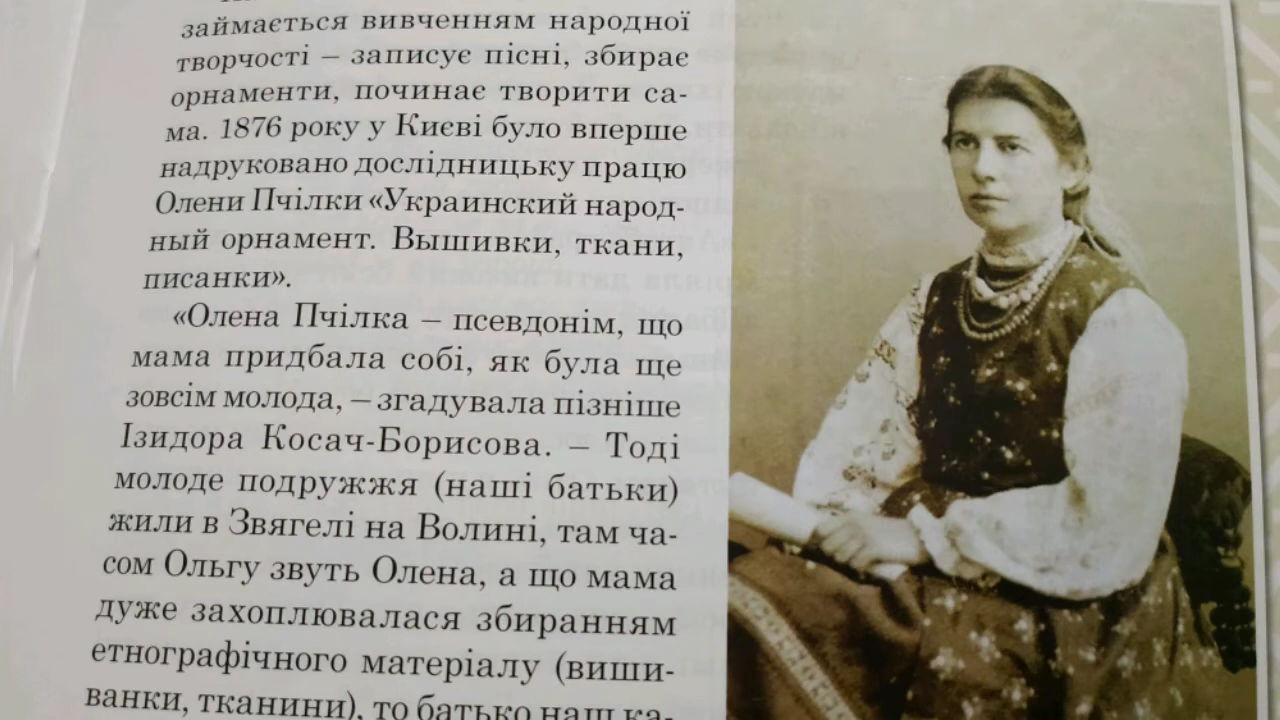 займається вивченням народної
творчості – записує пісні, збирає
орнаменти, починає творити са-
ма. 1876 року у Києві було вперше
надруковано дослідницьку працю
Олени Пчілки «Украинский народ-
ный орнамент. Вышивки, ткани,
писанки».
«Олена Пчілка – псевдонім, що
мама придбала собі, як була ще
зовсім молода, – згадувала пізніше
Ізидора Косач-Борисова. – Тоді
молоде подружжя (наші батьки)
жили в Звягелі на Волині, там ча-
сом Ольгу звуть Олена, а що мама
дуже захоплювалася збиранням
етнографічного матеріалу (виши-
ванки, тканини), то батько наш ка-